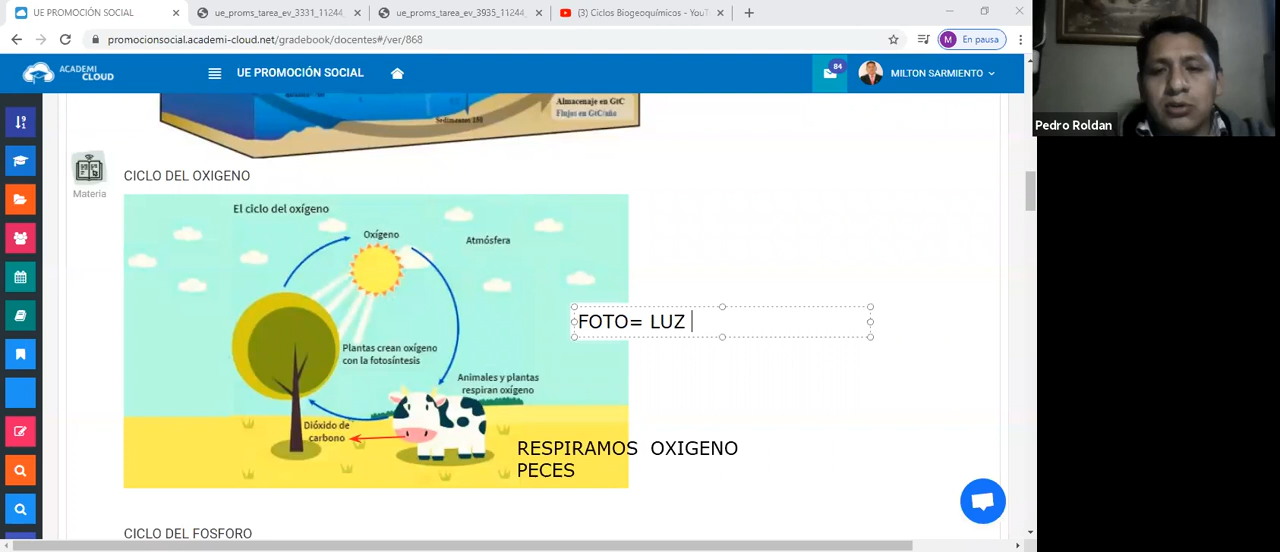 UE PROMOCIÓN SOCIAL
ue_proms_tarea_ev_3331_11244_
ue_proms_tarea_ev_3935_11244_
(3) Ciclos Biogeoquímicos - YouT
promocionsocial.academi-cloud.net/gradebook/docentes#/ver/868
M En pausa
ACADEMI
CLOUD
UE PROMOCIÓN SOCIAL
84
MILTON SARMIENTO
Pedro Roldan
Almacenaje en GtC
Flujos en GtC/año
Sedimentos 150
Materia
CICLO DEL OXIGENO
El ciclo del oxígeno
Oxígeno
Atmósfera
FOTO= LUZ
Plantas crean oxígeno
con la fotosíntesis
Animales y plantas
respiran oxígeno
Dióxido de
carbono
RESPIRAMOS OXIGENO
PECES
CICLO DEL FOSFORO